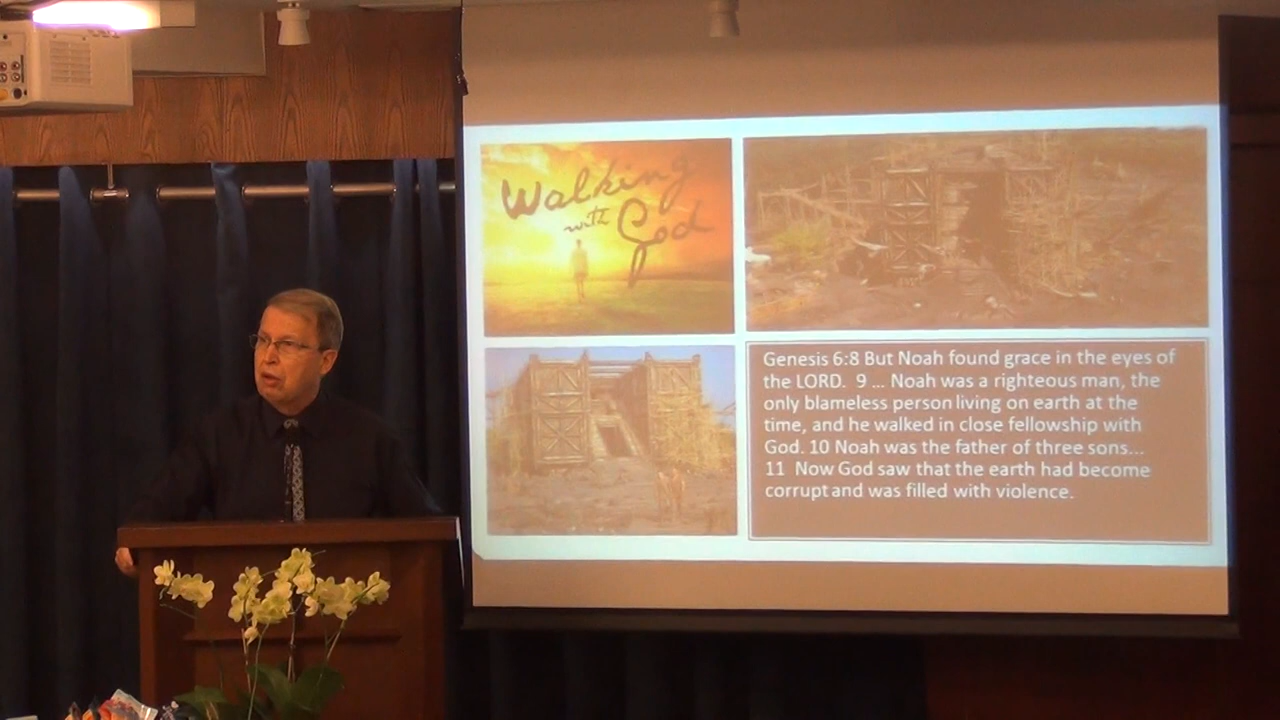 Walking
with God
Genesis 6:8 But Noah found grace in the eyes of
the LORD.  9 ... Noah was a righteous man, the
only blameless person living on earth at the
time, and he walked in close fellowship with
God. 10 Noah was the father of three sons...
11  Now God saw that the earth had become
corrupt and was filled with violence.